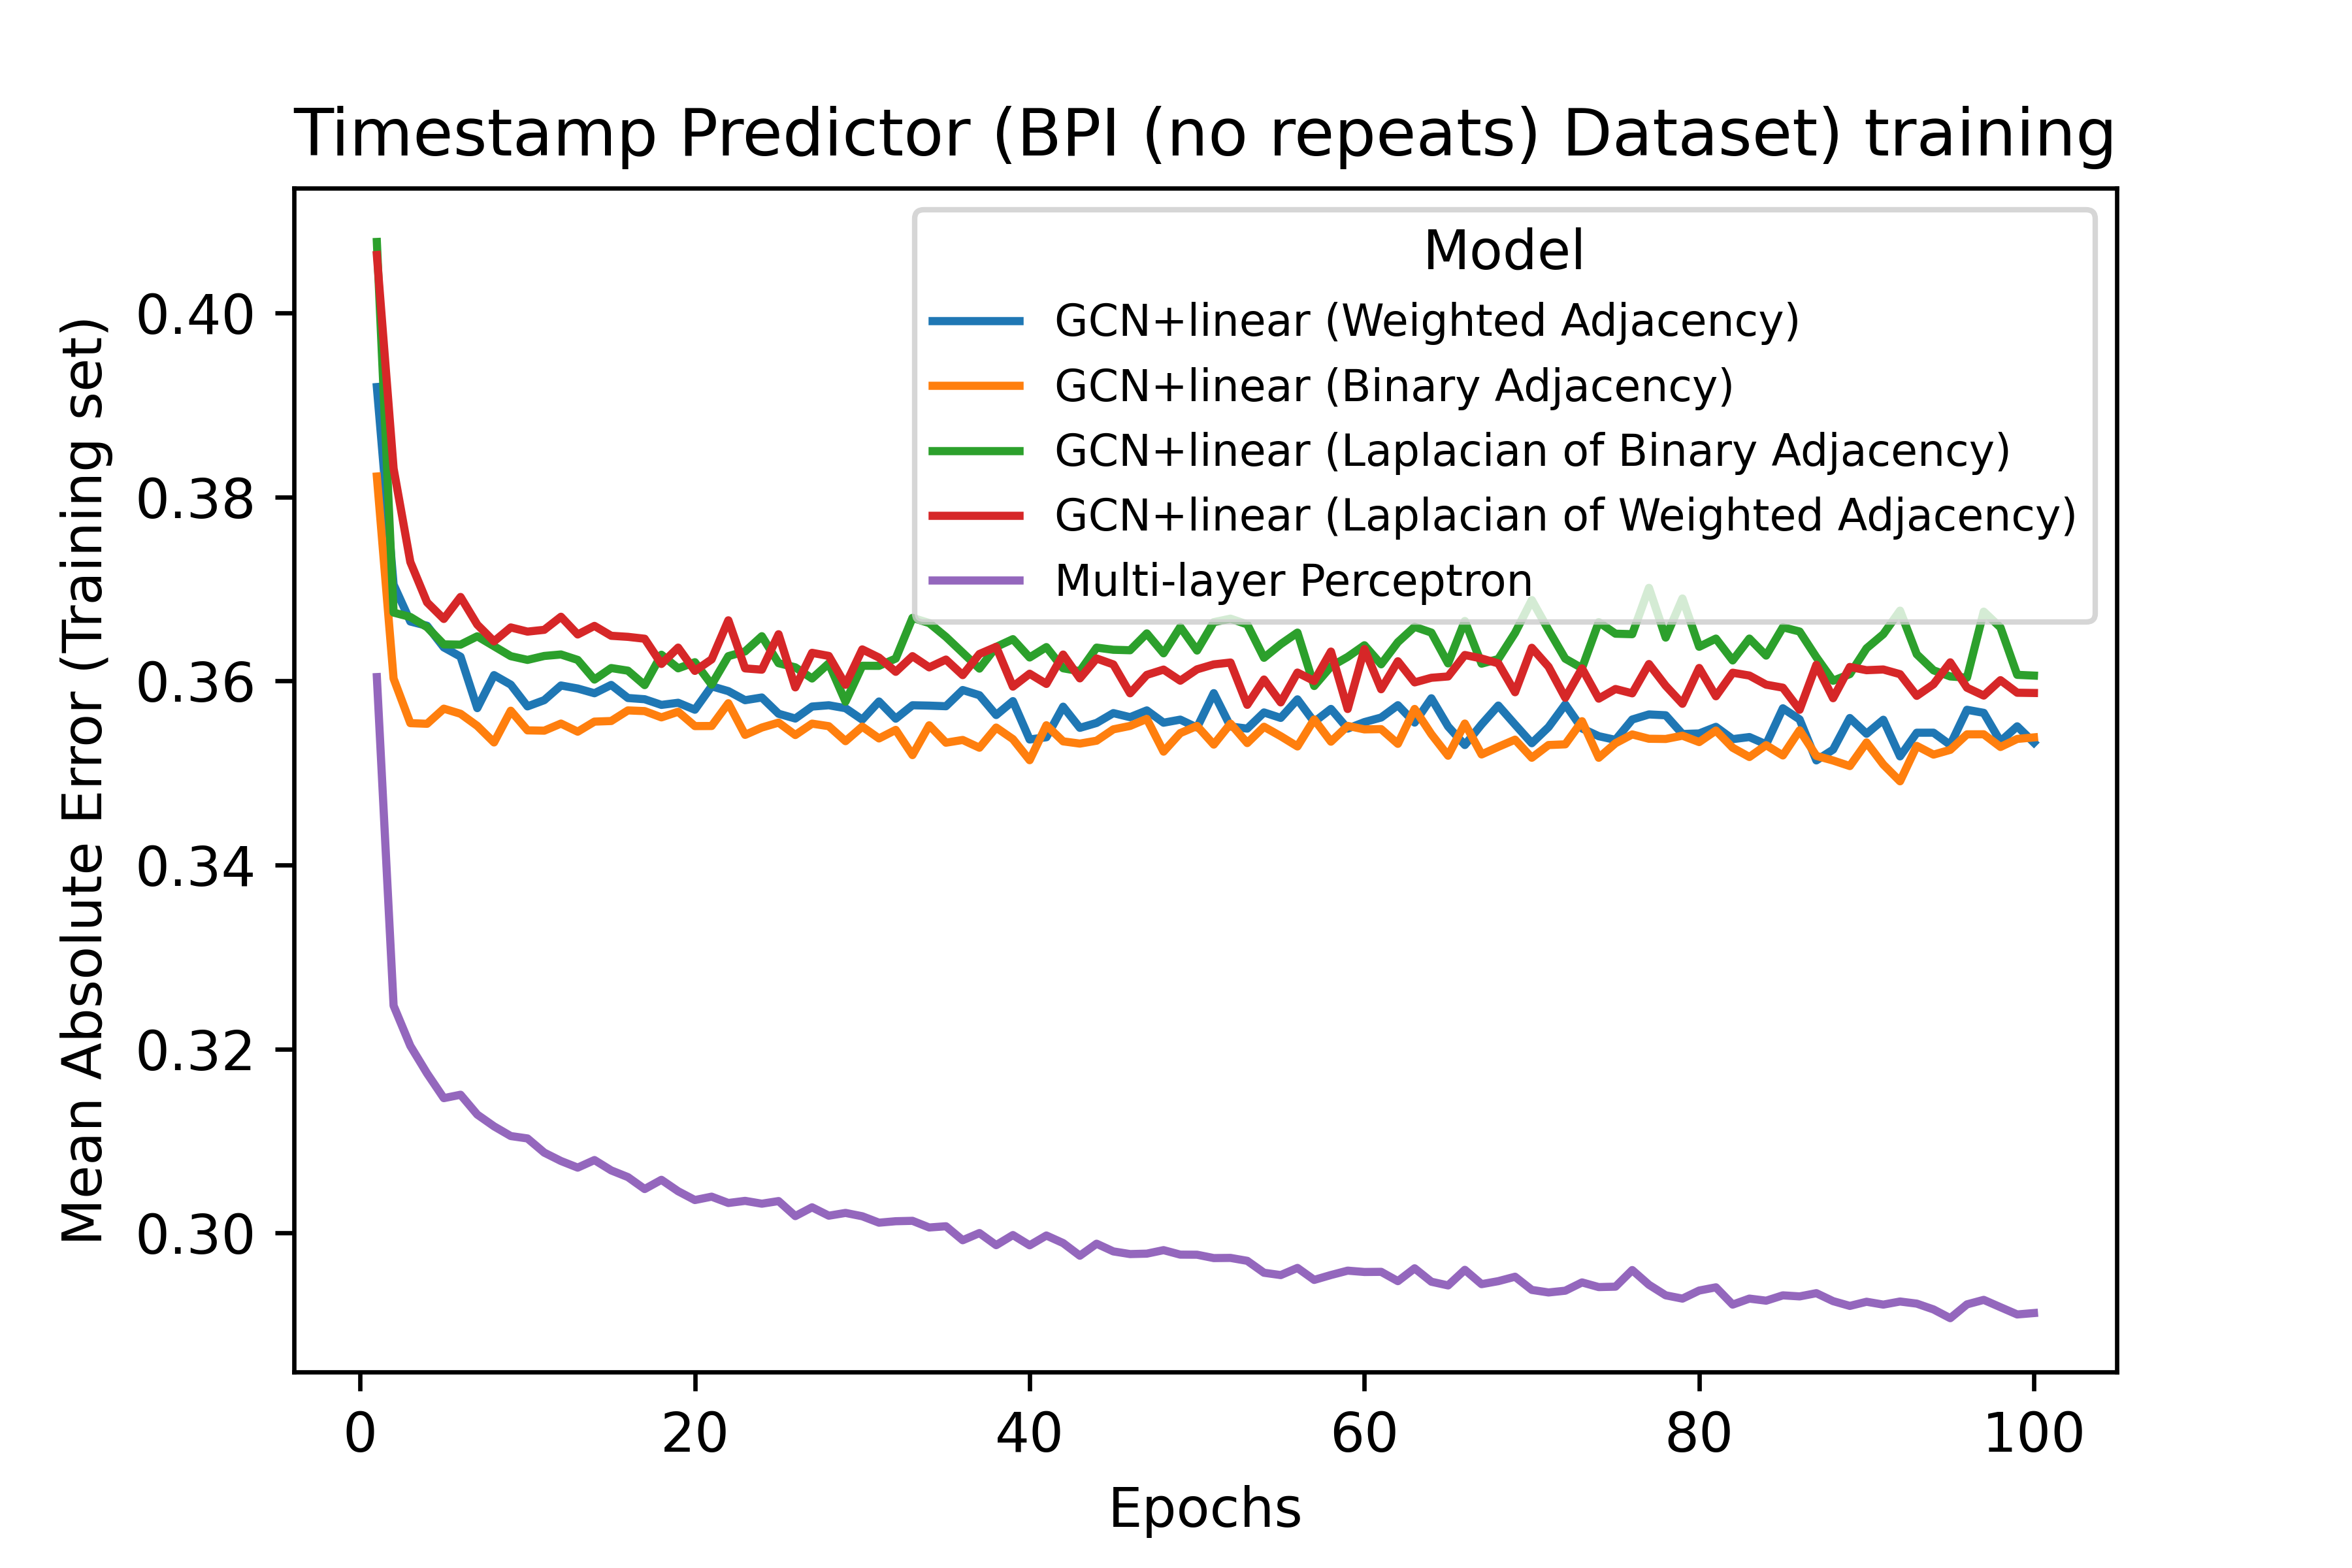 Timestamp Predictor (BPI (no repeats) Dataset) training
Mean Absolute Error (Training set)
0.40
0.38
0.36
0.34
0.32
0.30
Model
GCN+linear (Weighted Adjacency)
GCN+linear (Binary Adjacency)
GCN+linear (Laplacian of Binary Adjacency)
GCN+linear (Laplacian of Weighted Adjacency)
Multi-layer Perceptron
0 20 40 60 80 100
Epochs